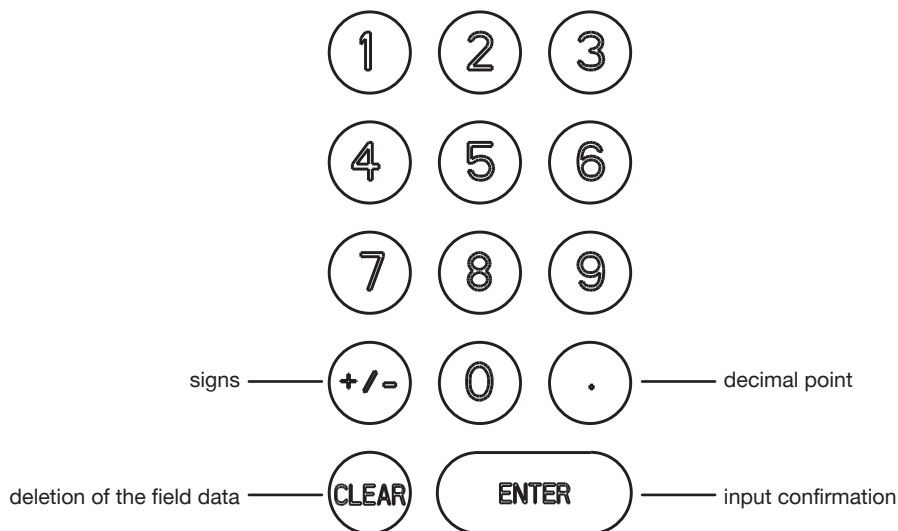 1 2 3
4 5 6
7 8 9
signs +/- 0 . decimal point
deletion of the field data CLEAR ENTER input confirmation